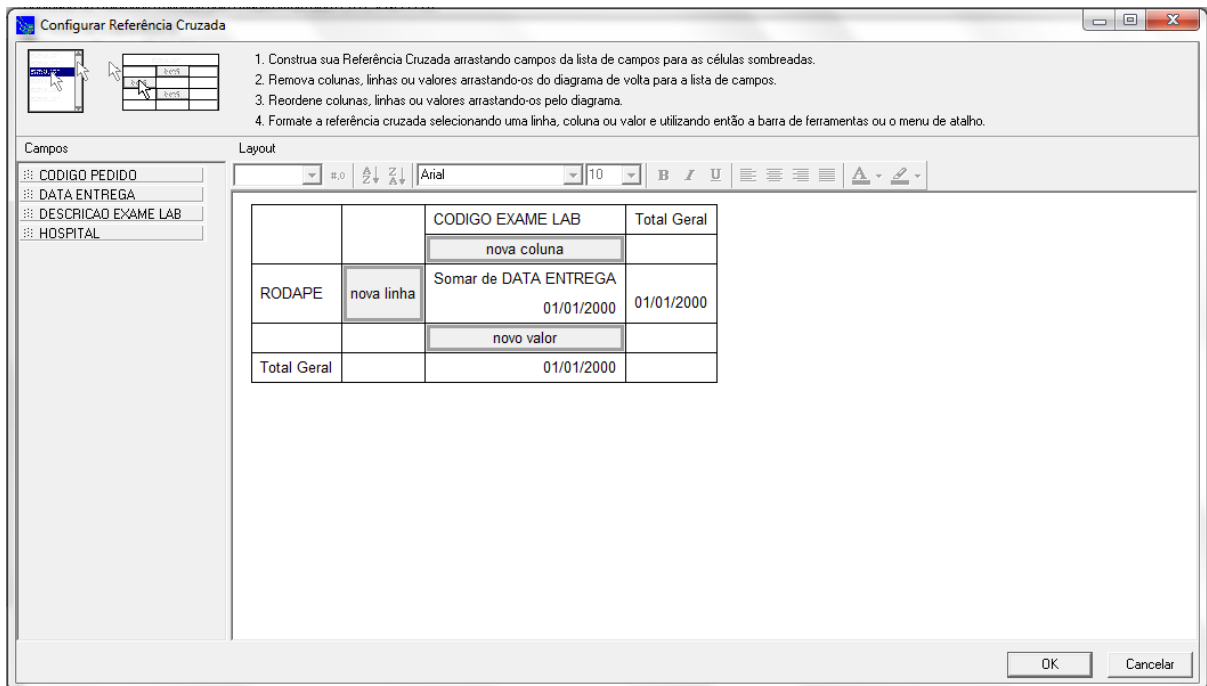 Configurar Referência Cruzada
1. Construa sua Referência Cruzada arrastando campos da lista de campos para as células sombreadas.
2. Remova colunas, linhas ou valores arrastando-os do diagrama de volta para a lista de campos.
3. Reordene colunas, linhas ou valores arrastando-os pelo diagrama.
4. Formate a referência cruzada selecionando uma linha, coluna ou valor e utilizando então a barra de ferramentas ou o menu de atalho.
Campos
Layout
CODIGO PEDIDO
DATA ENTREGA
DESCRICAO EXAME LAB
HOSPITAL
#,0 A Z Z A Arial 10 B I U A
CODIGO EXAME LAB Total Geral
nova coluna
RODAPE nova linha Somar de DATA ENTREGA
01/01/2000 01/01/2000
novo valor
Total Geral 01/01/2000
OK Cancelar